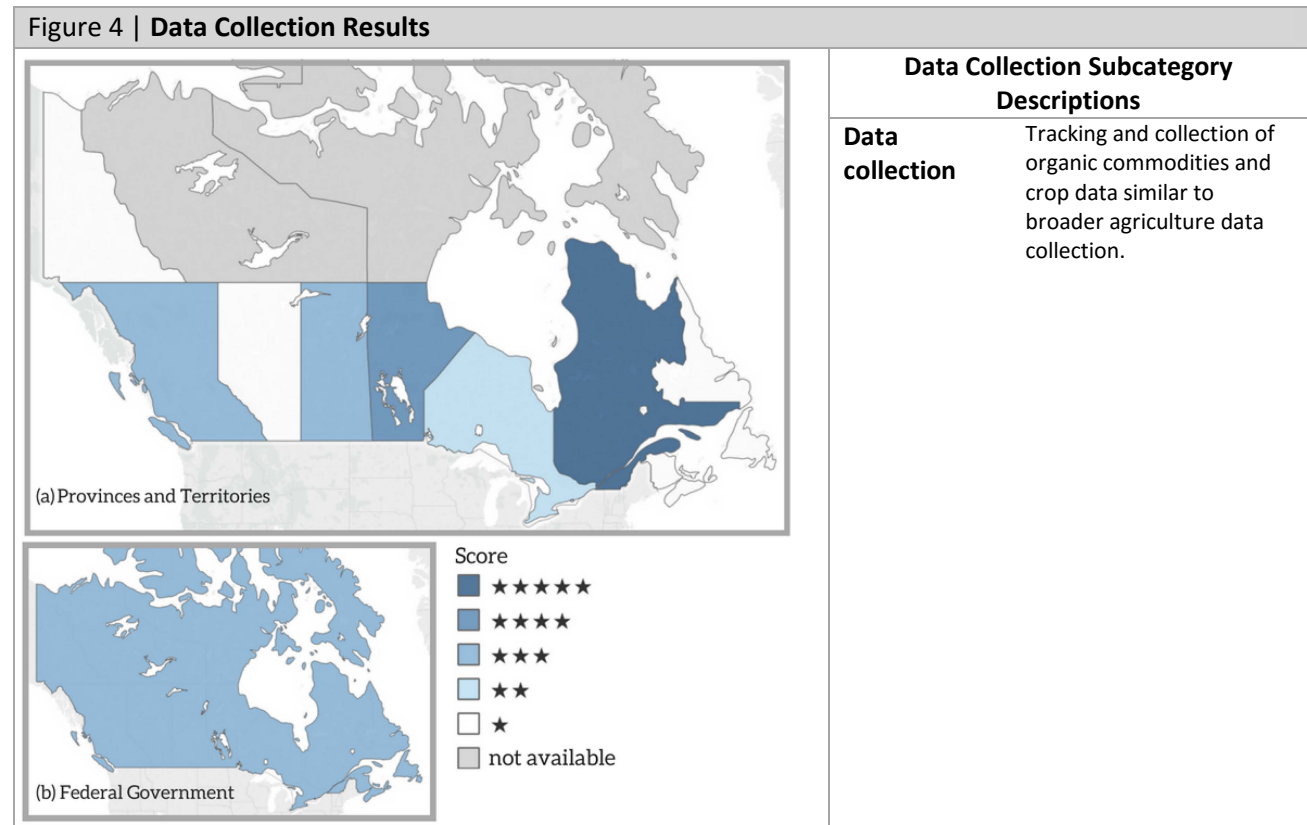 Figure 4 | Data Collection Results
(a) Provinces and Territories
(b) Federal Government
Score
★★★★★
★★★★
★★★
★★
★
not available
Data Collection Subcategory
Descriptions
Data
collection
Tracking and collection of
organic commodities and
crop data similar to
broader agriculture data
collection.